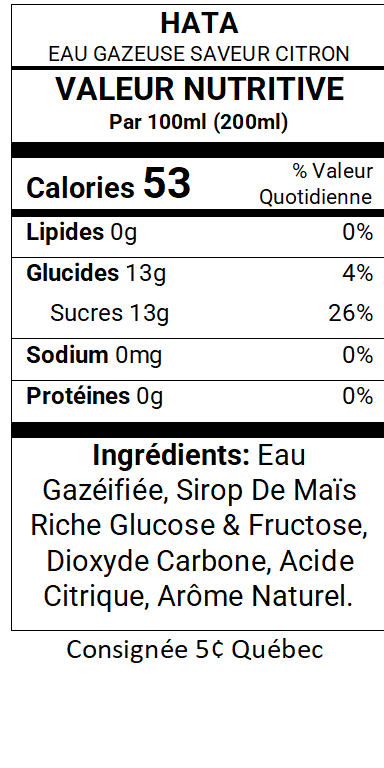 HATA
EAU GAZEUSE SAVEUR CITRON
VALEUR NUTRITIVE
Par 100ml (200ml)
Calories 53
% Valeur
Quotidienne
Lipides 0g 0%
Glucides 13g 4%
Sucres 13g 26%
Sodium 0mg 0%
Protéines 0g 0%
Ingrédients: Eau
Gazéifiée, Sirop De Maïs
Riche Glucose & Fructose,
Dioxyde Carbone, Acide
Citrique, Arôme Naturel.
Consignée 5¢ Québec